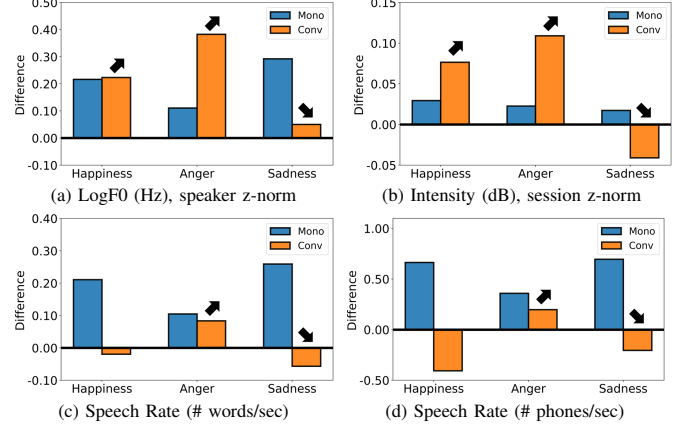 0.50
0.40
0.30
0.20
0.10
0.00
-0.10
Difference
Mono
Conv
Happiness Anger Sadness
(a) LogF0 (Hz), speaker z-norm
0.15
0.10
0.05
0.00
-0.05
Difference
Mono
Conv
Happiness Anger Sadness
(b) Intensity (dB), session z-norm
0.40
0.30
0.20
0.10
0.00
-0.10
Difference
Mono
Conv
Happiness Anger Sadness
(c) Speech Rate (# words/sec)
1.00
0.50
0.00
-0.50
Difference
Mono
Conv
Happiness Anger Sadness
(d) Speech Rate (# phones/sec)